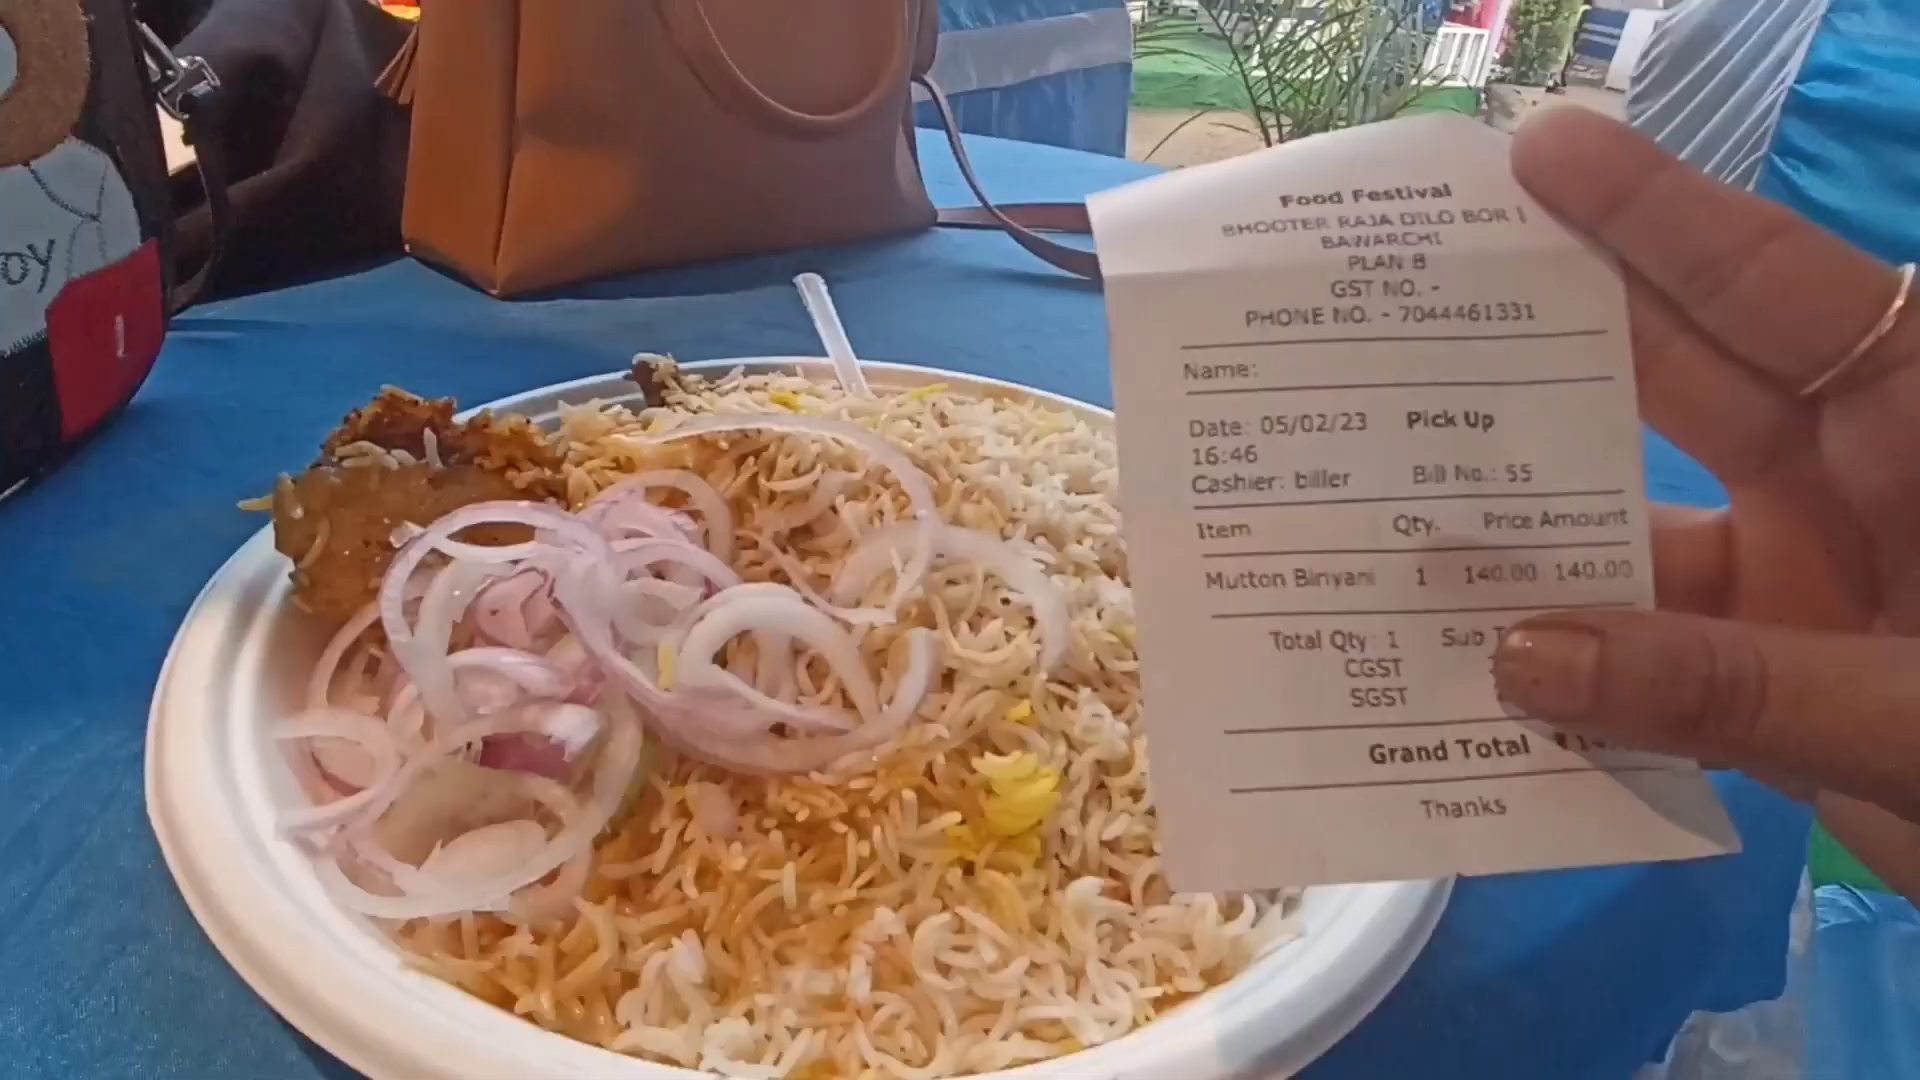 Food Festival
BHOOTER RAJA DILO BOR |
BAWARCHI
PLAN B
GST NO. -
PHONE NO. - 7044461331
Name:
Date: 05/02/23 Pick Up
16:46
Cashier: biller Bill No.: 55
Item Qty. Price Amount
Mutton Biryani 1 140.00 140.00
Total Qty: 1 Sub
CGST
SGST
Grand Total
Thanks